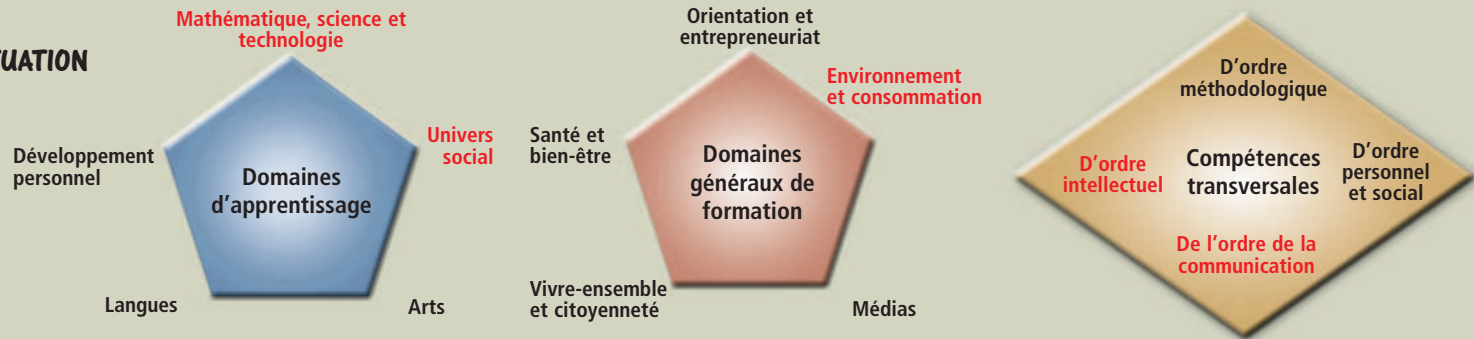 TUATION
Mathématique, science et
technologie
Développement
personnel
Univers
social
Domaines
d'apprentissage
Langues
Arts
Orientation et
entrepreneuriat
Environnement
et consommation
Santé et
bien-être
Domaines
généraux de
formation
Vivre-ensemble
et citoyenneté
Médias
D'ordre
méthodologique
D'ordre
intellectuel
Compétences
transversales
D'ordre
personnel
et social
De l'ordre de la
communication